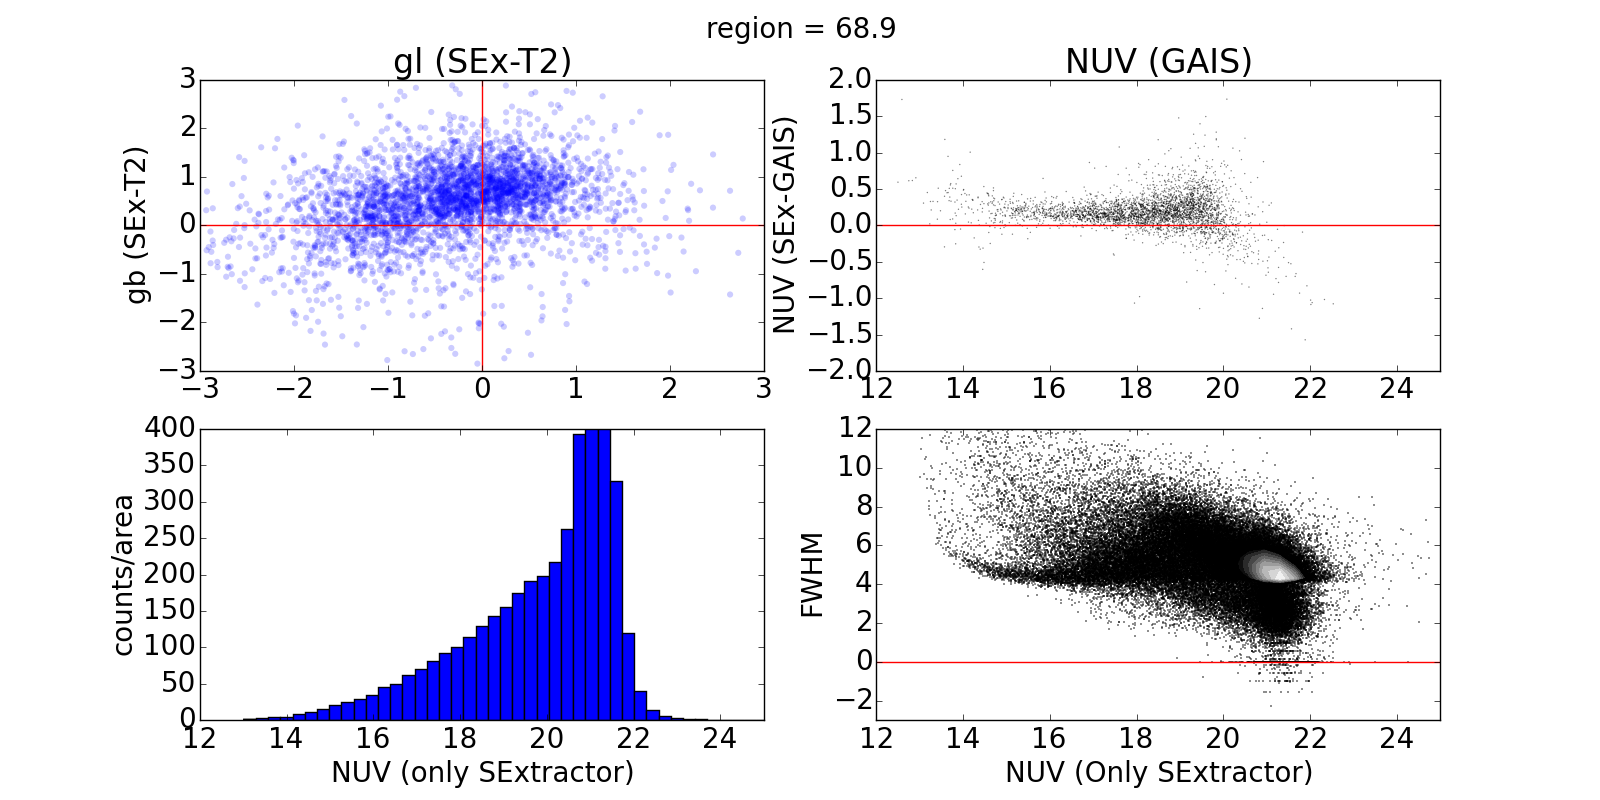 region = 68.9
gl (SEx-T2)
NUV (GAIS)
3
2
1
0
−1
−2
−3
gb (SEx-T2)
−3 −2 −1 0 1 2 3
2.0
1.5
1.0
0.5
0.0
−0.5
−1.0
−1.5
−2.0
NUV (SEx-GAIS)
12 14 16 18 20 22 24
400
350
300
250
200
150
100
50
0
counts/area
12 14 16 18 20 22 24
NUV (only SExtractor)
12
10
8
6
4
2
0
−2
FWHM
12 14 16 18 20 22 24
NUV (Only SExtractor)